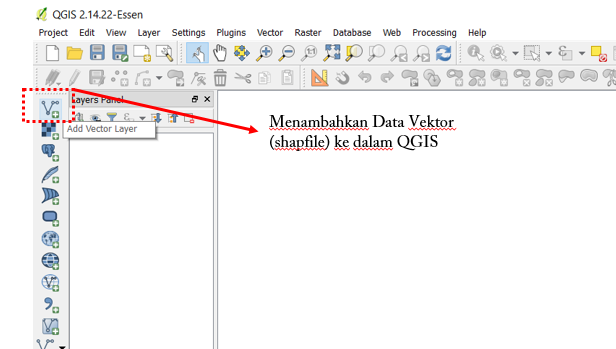 QGIS 2.14.22-Essen
Project Edit View Layer Settings Plugins Vector Raster Database Web Processing Help
Layers Panel
Add Vector Layer
Menambahkan Data Vektor
(shapfile) ke dalam QGIS